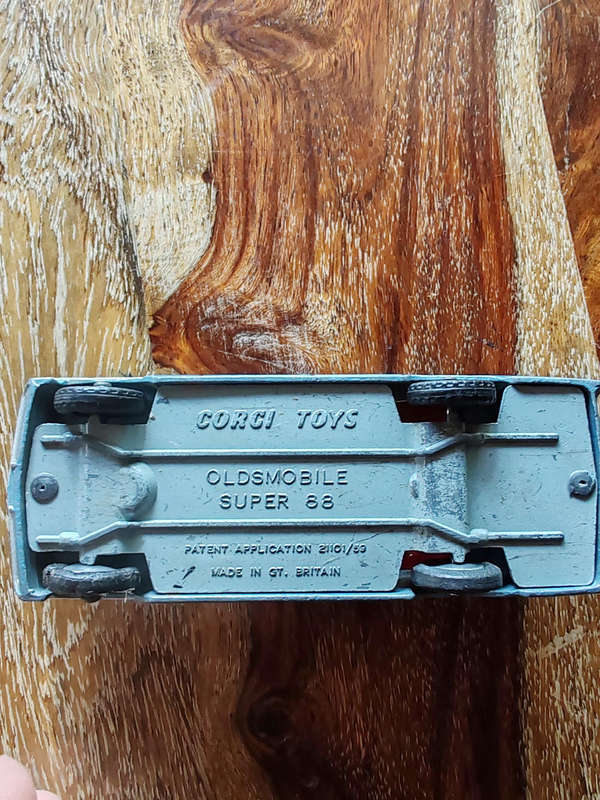 CORGI TOYS
OLDSMOBILE
SUPER 88
PATENT APPLICATION 21101/59
MADE IN GT. BRITAIN